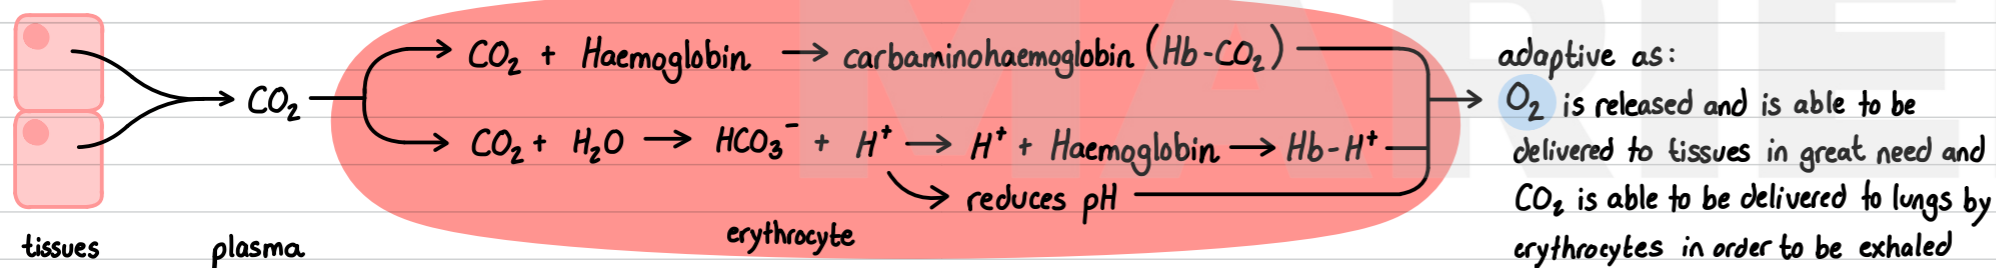 CO₂ + Haemoglobin → carbaminohaemoglobin (Hb-CO₂)
adaptive as:
CO₂
O₂ is released and is able to be
CO₂ + H₂O → HCO₃⁻ + H⁺ → H⁺ + Haemoglobin → Hb-H⁺
delivered to tissues in great need and
reduces pH
CO₂ is able to be delivered to lungs by
erythrocyte
tissues
plasma
erythrocytes in order to be exhaled
MARIE